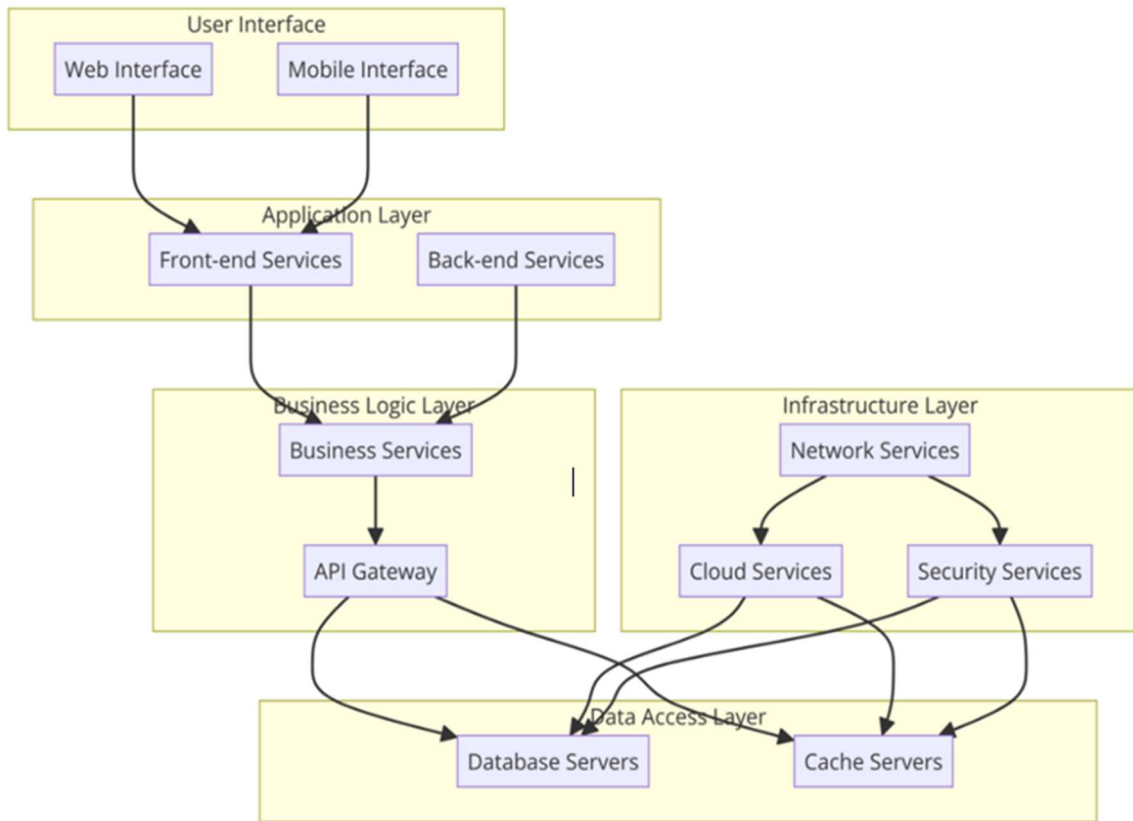 User Interface
Web Interface
Mobile Interface
Application Layer
Front-end Services
Back-end Services
Business Logic Layer
Infrastructure Layer
Business Services
Network Services
API Gateway
Cloud Services
Security Services
Data Access Layer
Database Servers
Cache Servers